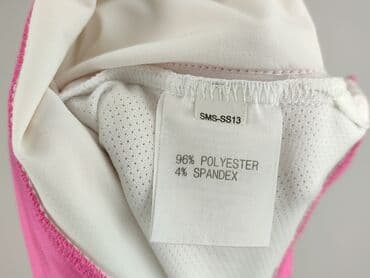 SMS-SS13
96% POLYESTER
4% SPANDEX